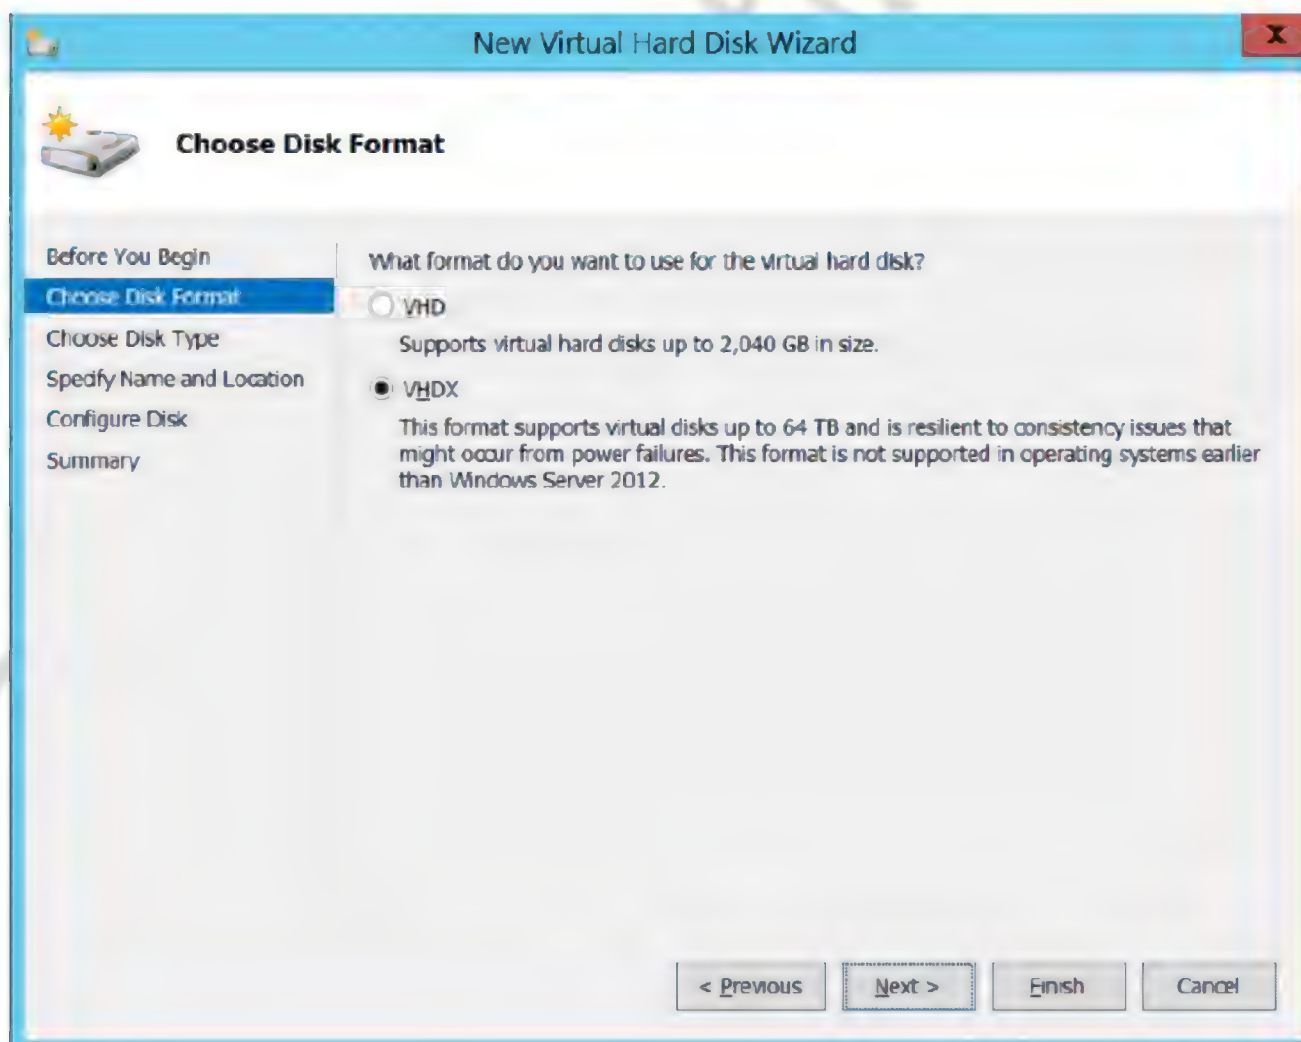 New Virtual Hard Disk Wizard
X
Choose Disk Format
Before You Begin
Choose Disk Format
Choose Disk Type
Specify Name and Location
Configure Disk
Summary
What format do you want to use for the virtual hard disk?
VHD
Supports virtual hard disks up to 2,040 GB in size.
VHDX
This format supports virtual disks up to 64 TB and is resilient to consistency issues that
might occur from power failures. This format is not supported in operating systems earlier
than Windows Server 2012.
< Previous
Next >
Finish
Cancel